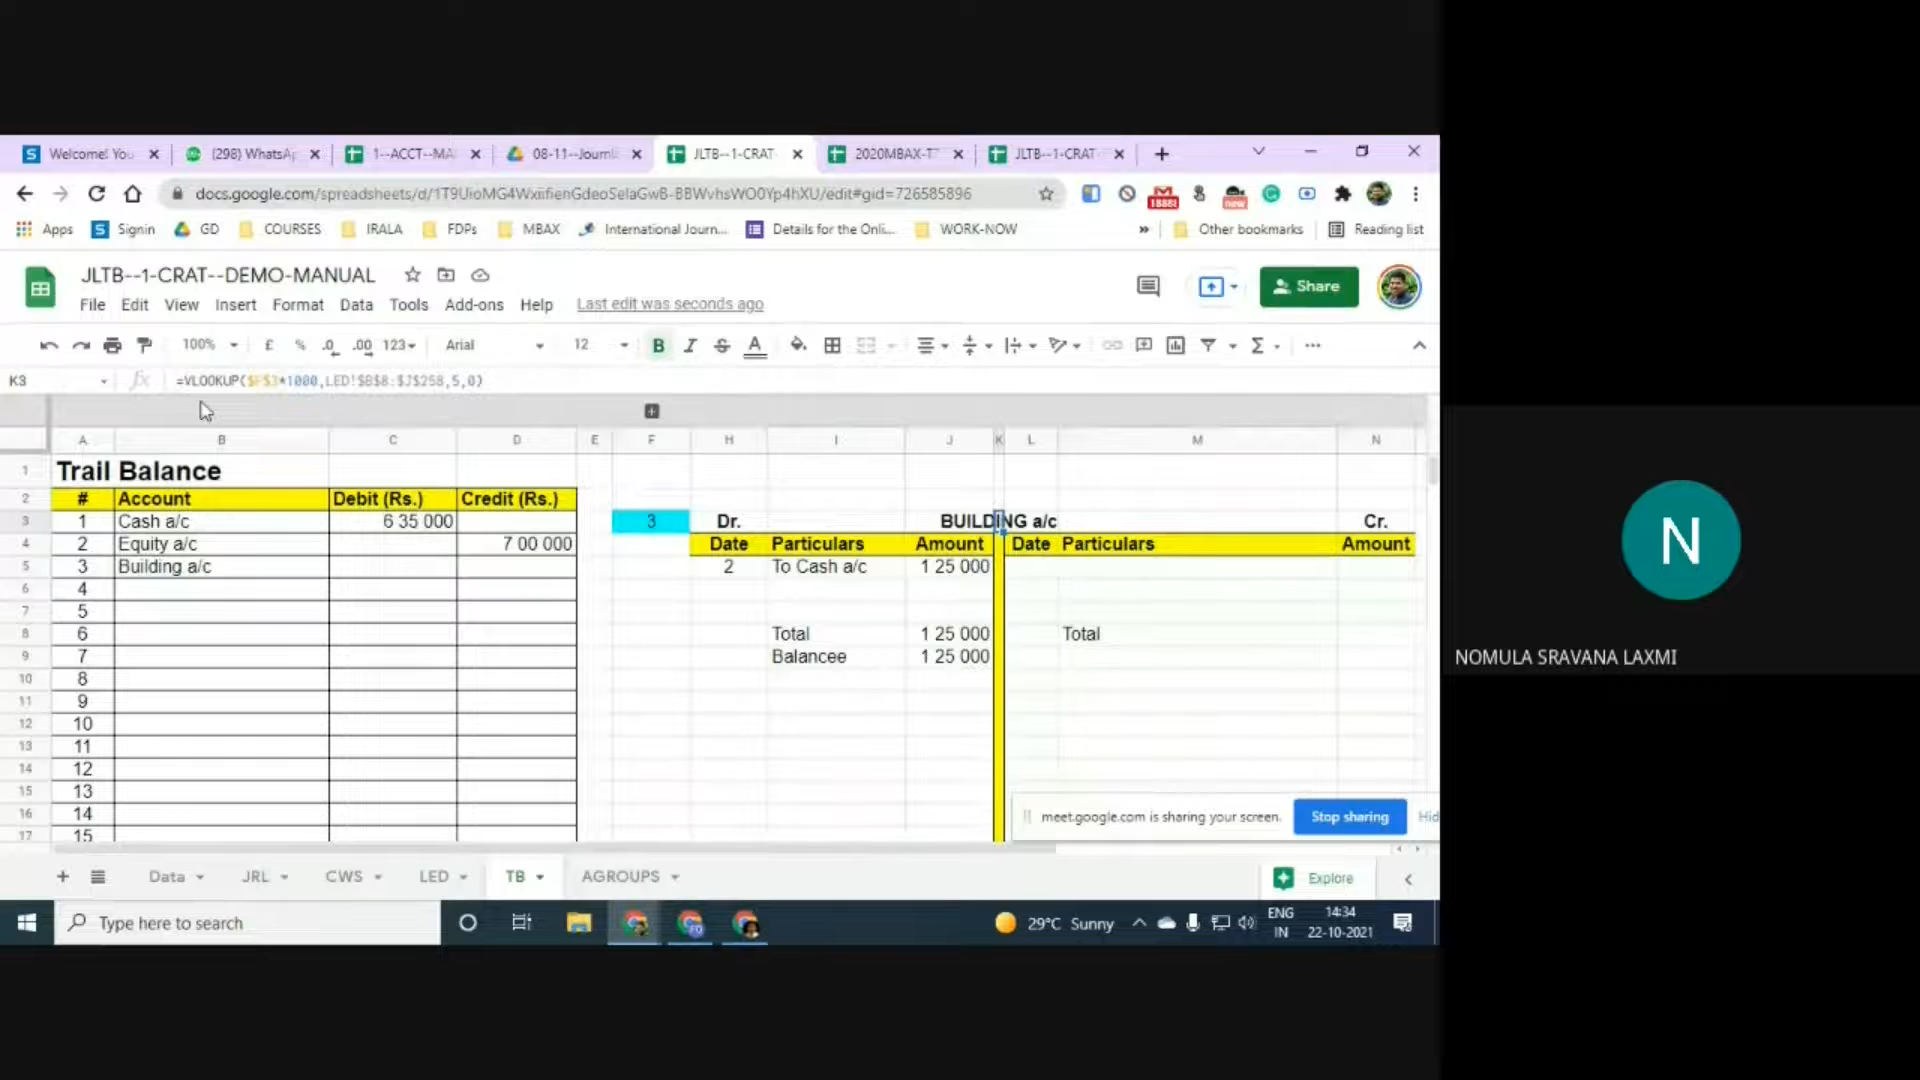 Welcome! You
(298) WhatsAp
1--ACCT--MA
08-11--Journli
JLTB--1-CRAT-
2020MBAX-T
JLTB--1-CRAT-
docs.google.com/spreadsheets/d/1T9UioMG4WxiifienGdeoSelaGwB-BBWvhsWO0Yp4hXU/edit#gid=726585896
Apps
Signin
GD
COURSES
IRALA
FDPs
MBAX
International Journ...
Details for the Onli...
WORK-NOW
»
Other bookmarks
Reading list
JLTB--1-CRAT--DEMO-MANUAL
File Edit View Insert Format Data Tools Add-ons Help Last edit was seconds ago
Share
100% £ % .0 .00 123 Arial 12 B I S A Σ
K3 fx =VLOOKUP($F$3*1000,LED!$B$8:$J$258,5,0)
A B C D E F H I J K L M N
1 Trail Balance
2 # Account Debit (Rs.) Credit (Rs.)
3 1 Cash a/c 6 35 000 3 Dr. BUILDING a/c Cr.
4 2 Equity a/c 7 00 000 Date Particulars Amount Date Particulars Amount
5 3 Building a/c 2 To Cash a/c 1 25 000
6 4
7 5
8 6 Total 1 25 000 Total
9 7 Balancee 1 25 000
10 8
11 9
12 10
13 11
14 12
15 13
16 14
17 15
meet.google.com is sharing your screen. Stop sharing Hid
+ Data JRL CWS LED TB AGROUPS Explore
Type here to search
29°C Sunny
ENG
IN
14:34
22-10-2021
N
NOMULA SRAVANA LAXMI